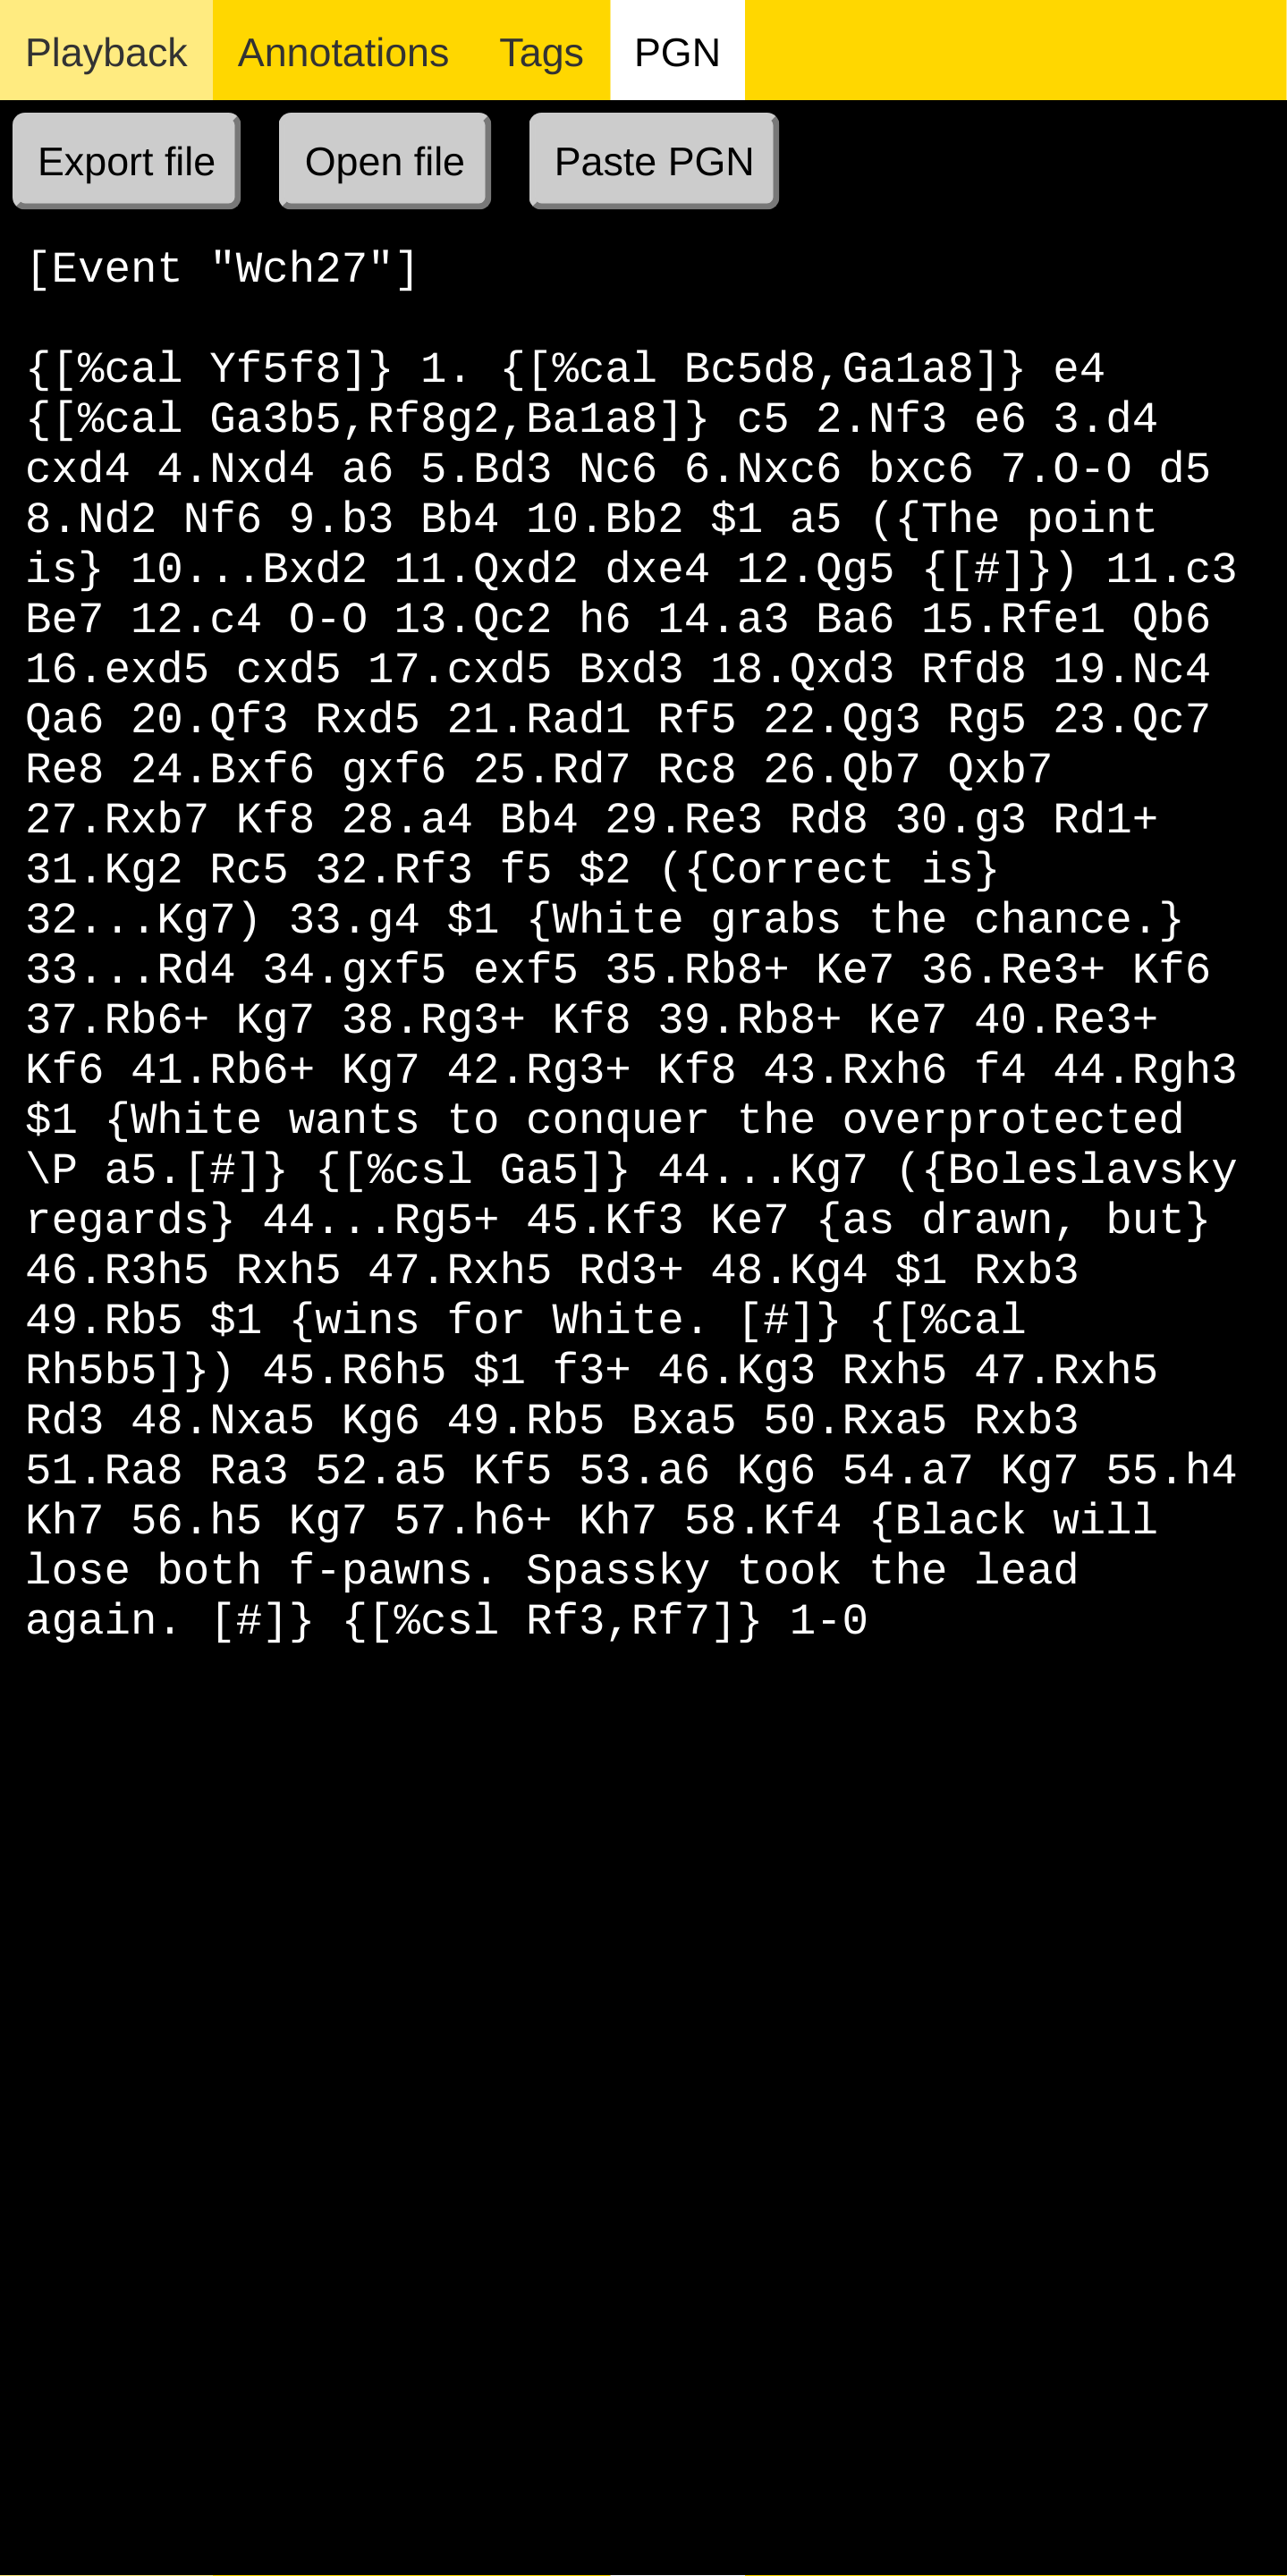 Playback Annotations Tags PGN
Export file Open file Paste PGN
[Event "Wch27"]
{[%cal Yf5f8]} 1. {[%cal Bc5d8,Ga1a8]} e4
{[%cal Ga3b5,Rf8g2,Ba1a8]} c5 2.Nf3 e6 3.d4
cxd4 4.Nxd4 a6 5.Bd3 Nc6 6.Nxc6 bxc6 7.O-O d5
8.Nd2 Nf6 9.b3 Bb4 10.Bb2 $1 a5 ({The point
is} 10...Bxd2 11.Qxd2 dxe4 12.Qg5 {[#]}) 11.c3
Be7 12.c4 O-O 13.Qc2 h6 14.a3 Ba6 15.Rfe1 Qb6
16.exd5 cxd5 17.cxd5 Bxd3 18.Qxd3 Rfd8 19.Nc4
Qa6 20.Qf3 Rxd5 21.Rad1 Rf5 22.Qg3 Rg5 23.Qc7
Re8 24.Bxf6 gxf6 25.Rd7 Rc8 26.Qb7 Qxb7
27.Rxb7 Kf8 28.a4 Bb4 29.Re3 Rd8 30.g3 Rd1+
31.Kg2 Rc5 32.Rf3 f5 $2 ({Correct is}
32...Kg7) 33.g4 $1 {White grabs the chance.}
33...Rd4 34.gxf5 exf5 35.Rb8+ Ke7 36.Re3+ Kf6
37.Rb6+ Kg7 38.Rg3+ Kf8 39.Rb8+ Ke7 40.Re3+
Kf6 41.Rb6+ Kg7 42.Rg3+ Kf8 43.Rxh6 f4 44.Rgh3
$1 {White wants to conquer the overprotected
\P a5.[#]} {[%csl Ga5]} 44...Kg7 ({Boleslavsky
regards} 44...Rg5+ 45.Kf3 Ke7 {as drawn, but}
46.R3h5 Rxh5 47.Rxh5 Rd3+ 48.Kg4 $1 Rxb3
49.Rb5 $1 {wins for White. [#]} {[%cal
Rh5b5]}) 45.R6h5 $1 f3+ 46.Kg3 Rxh5 47.Rxh5
Rd3 48.Nxa5 Kg6 49.Rb5 Bxa5 50.Rxa5 Rxb3
51.Ra8 Ra3 52.a5 Kf5 53.a6 Kg6 54.a7 Kg7 55.h4
Kh7 56.h5 Kg7 57.h6+ Kh7 58.Kf4 {Black will
lose both f-pawns. Spassky took the lead
again. [#]} {[%csl Rf3,Rf7]} 1-0